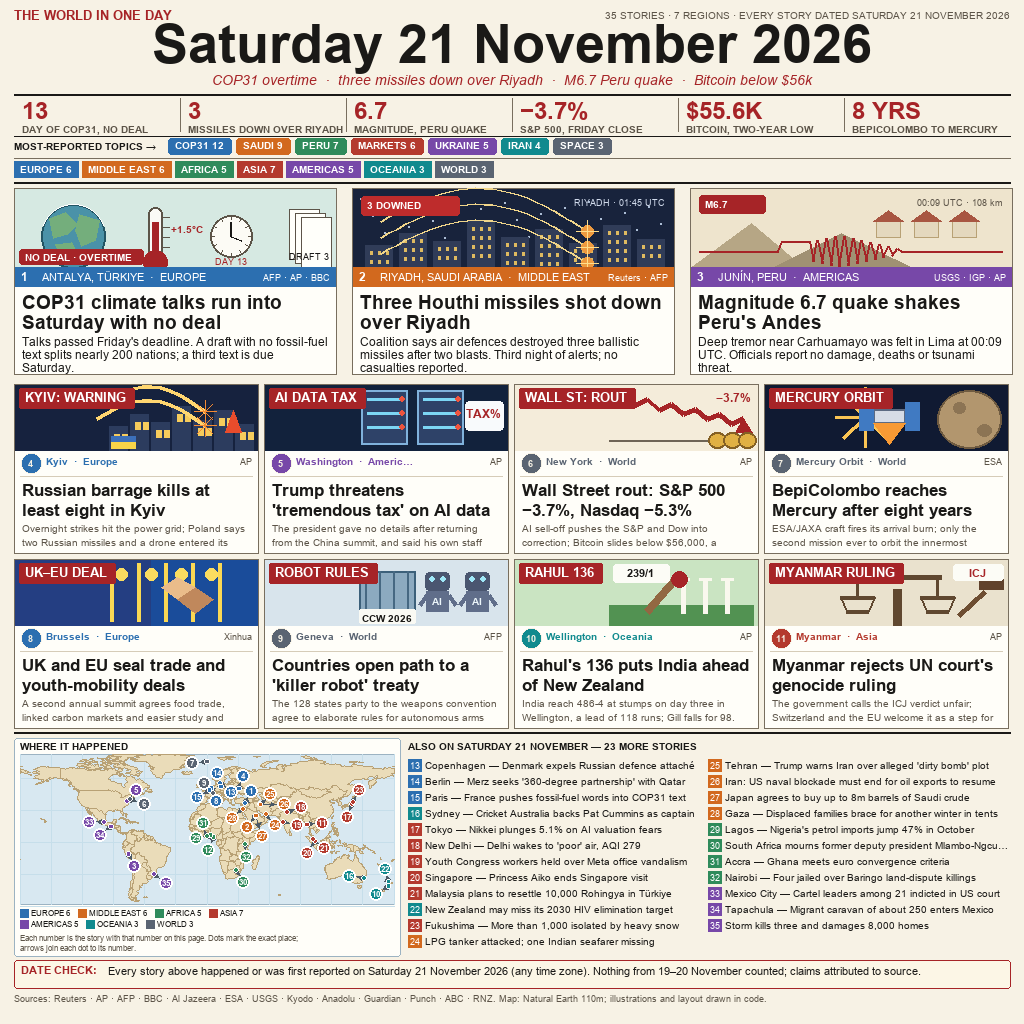 THE WORLD IN ONE DAY
35 STORIES · 7 REGIONS · EVERY STORY DATED SATURDAY 21 NOVEMBER 2026
Saturday 21 November 2026
COP31 overtime · three missiles down over Riyadh · M6.7 Peru quake · Bitcoin below $56k
13
DAY OF COP31, NO DEAL
3
MISSILES DOWN OVER RIYADH
6.7
MAGNITUDE, PERU QUAKE
−3.7%
S&P 500, FRIDAY CLOSE
$55.6K
BITCOIN, TWO-YEAR LOW
8 YRS
BEPICOLOMBO TO MERCURY
MOST-REPORTED TOPICS →
COP31 12
SAUDI 9
PERU 7
MARKETS 6
UKRAINE 5
IRAN 4
SPACE 3
EUROPE 6
MIDDLE EAST 6
AFRICA 5
ASIA 7
AMERICAS 5
OCEANIA 3
WORLD 3
+1.5°C
NO DEAL · OVERTIME
DAY 13
DRAFT 3
1 ANTALYA, TÜRKIYE · EUROPE
AFP · AP · BBC
COP31 climate talks run into
Saturday with no deal
Talks passed Friday's deadline. A draft with no fossil-fuel
text splits nearly 200 nations; a third text is due
Saturday.
3 DOWNED
RIYADH · 01:45 UTC
2 RIYADH, SAUDI ARABIA · MIDDLE EAST
Reuters · AFP
Three Houthi missiles shot down
over Riyadh
Coalition says air defences destroyed three ballistic
missiles after two blasts. Third night of alerts; no
casualties reported.
M6.7
00:09 UTC · 108 km
3 JUNÍN, PERU · AMERICAS
USGS · IGP · AP
Magnitude 6.7 quake shakes
Peru's Andes
Deep tremor near Carhuamayo was felt in Lima at 00:09
UTC. Officials report no damage, deaths or tsunami
threat.
KYIV: WARNING
4 Kyiv · Europe
AP
Russian barrage kills at
least eight in Kyiv
Overnight strikes hit the power grid; Poland says
two Russian missiles and a drone entered its
AI DATA TAX
TAX%
5 Washington · Americ...
AP
Trump threatens
'tremendous tax' on AI data
The president gave no details after returning
from the China summit, and said his own staff
WALL ST: ROUT
−3.7%
6 New York · World
AP
Wall Street rout: S&P 500
−3.7%, Nasdaq −5.3%
AI sell-off pushes the S&P and Dow into
correction; Bitcoin slides below $56,000, a
MERCURY ORBIT
7 Mercury Orbit · World
ESA
BepiColombo reaches
Mercury after eight years
ESA/JAXA craft fires its arrival burn; only the
second mission ever to orbit the innermost
UK–EU DEAL
8 Brussels · Europe
Xinhua
UK and EU seal trade and
youth-mobility deals
A second annual summit agrees food trade,
linked carbon markets and easier study and
ROBOT RULES
AI
AI
CCW 2026
9 Geneva · World
AFP
Countries open path to a
'killer robot' treaty
The 128 states party to the weapons convention
agree to elaborate rules for autonomous arms
RAHUL 136
239/1
10 Wellington · Oceania
AP
Rahul's 136 puts India ahead
of New Zealand
India reach 486-4 at stumps on day three in
Wellington, a lead of 118 runs; Gill falls for 98.
MYANMAR RULING
ICJ
11 Myanmar · Asia
AP
Myanmar rejects UN court's
genocide ruling
The government calls the ICJ verdict unfair;
Switzerland and the EU welcome it as a step for
WHERE IT HAPPENED
EUROPE 6
MIDDLE EAST 6
AFRICA 5
ASIA 7
AMERICAS 5
OCEANIA 3
WORLD 3
Each number is the story with that number on this page. Dots mark the exact place;
arrows join each dot to its number.
ALSO ON SATURDAY 21 NOVEMBER — 23 MORE STORIES
13 Copenhagen — Denmark expels Russian defence attaché
14 Berlin — Merz seeks '360-degree partnership' with Qatar
15 Paris — France pushes fossil-fuel words into COP31 text
16 Sydney — Cricket Australia backs Pat Cummins as captain
17 Tokyo — Nikkei plunges 5.1% on AI valuation fears
18 New Delhi — Delhi wakes to 'poor' air, AQI 279
19 Youth Congress workers held over Meta office vandalism
20 Singapore — Princess Aiko ends Singapore visit
21 Malaysia plans to resettle 10,000 Rohingya in Türkiye
22 New Zealand may miss its 2030 HIV elimination target
23 Fukushima — More than 1,000 isolated by heavy snow
24 LPG tanker attacked; one Indian seafarer missing
25 Tehran — Trump warns Iran over alleged 'dirty bomb' plot
26 Iran: US naval blockade must end for oil exports to resume
27 Japan agrees to buy up to 8m barrels of Saudi crude
28 Gaza — Displaced families brace for another winter in tents
29 Lagos — Nigeria's petrol imports jump 47% in October
30 South Africa mourns former deputy president Mlambo-Ngcu...
31 Accra — Ghana meets euro convergence criteria
32 Nairobi — Four jailed over Baringo land-dispute killings
33 Mexico City — Cartel leaders among 21 indicted in US court
34 Tapachula — Migrant caravan of about 250 enters Mexico
35 Storm kills three and damages 8,000 homes
DATE CHECK: Every story above happened or was first reported on Saturday 21 November 2026 (any time zone). Nothing from 19–20 November counted; claims attributed to source.
Sources: Reuters · AP · AFP · BBC · Al Jazeera · ESA · USGS · Kyodo · Anadolu · Guardian · Punch · ABC · RNZ. Map: Natural Earth 110m; illustrations and layout drawn in code.